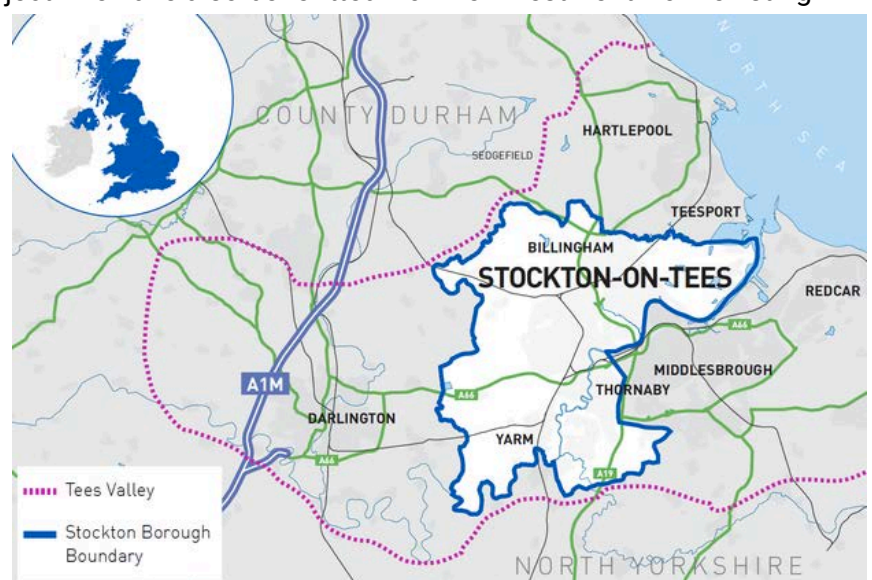 COUNTY DURHAM
NORTH SEA
HARTLEPOOL
SEDGEFIELD
TEESPORT
BILLINGHAM
STOCKTON-ON-TEES
REDCAR
A66
MIDDLESBROUGH
A1M
THORNABY
A66
DARLINGTON
YARM
A66
A19
Tees Valley
Stockton Borough
Boundary
NORTH YORKSHIRE